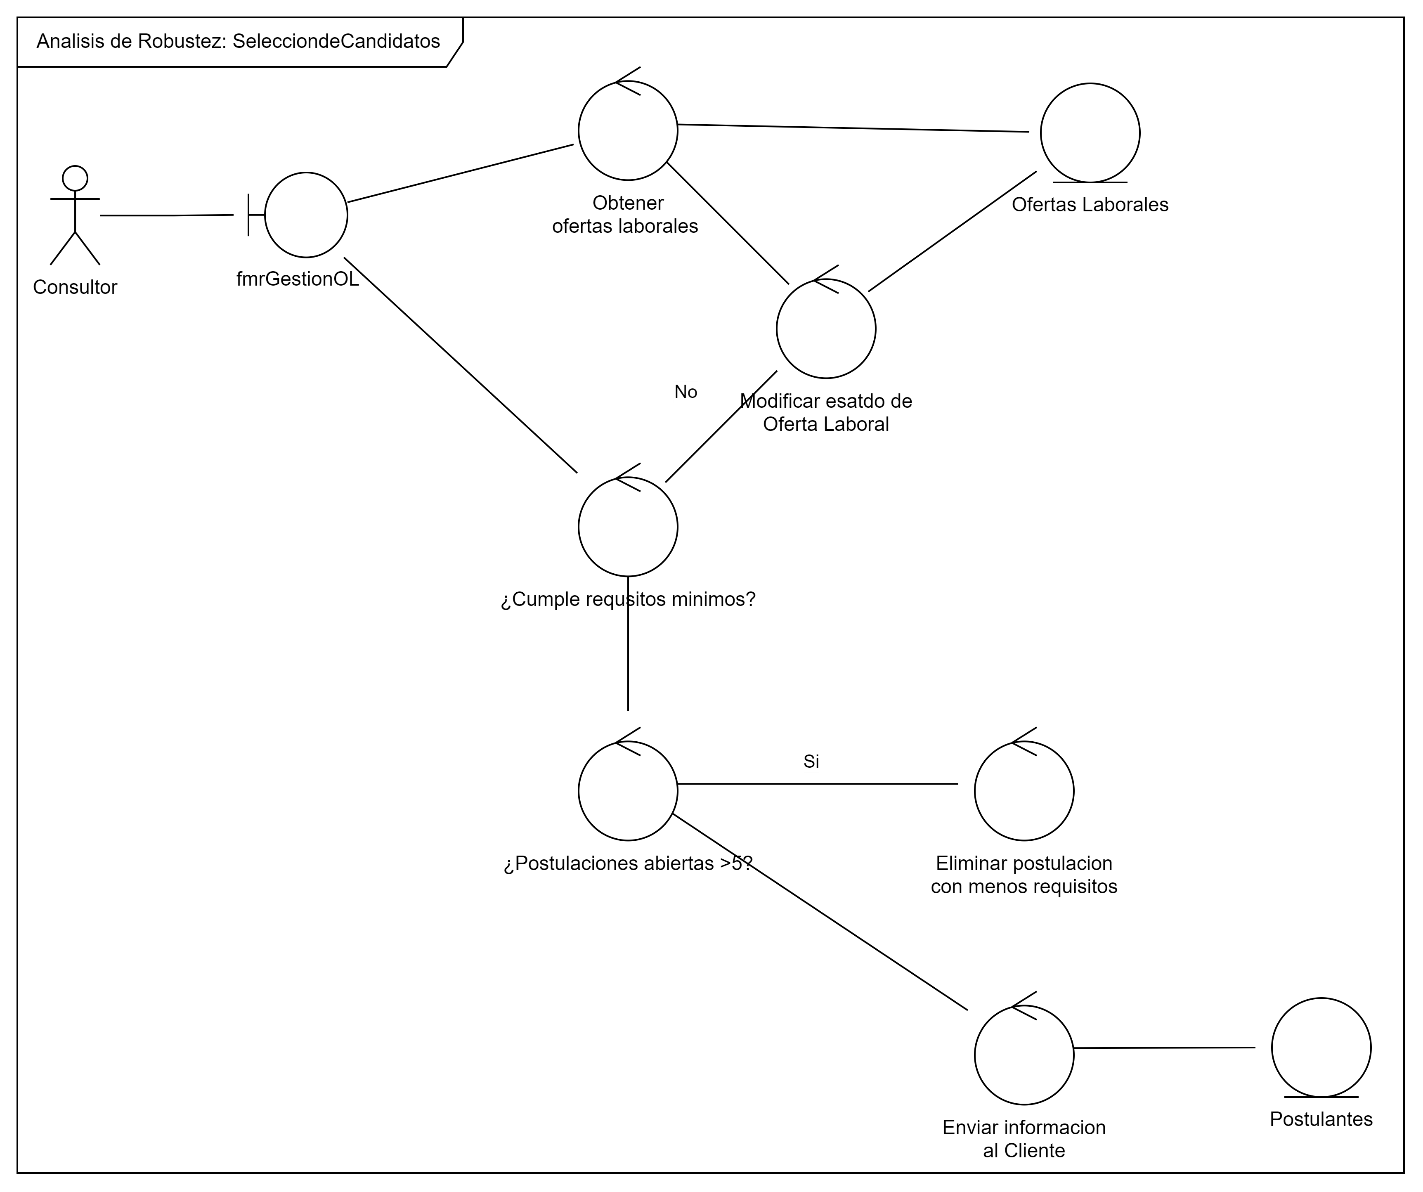 Analisis de Robustez: SelecciondeCandidatos
Obtener
ofertas laborales
Ofertas Laborales
Consultor
fmrGestionOL
No
Modificar esatdo de
Oferta Laboral
¿Cumple requsitos minimos?
Si
¿Postulaciones abiertas >5?
Eliminar postulacion
con menos requisitos
Enviar informacion
al Cliente
Postulantes